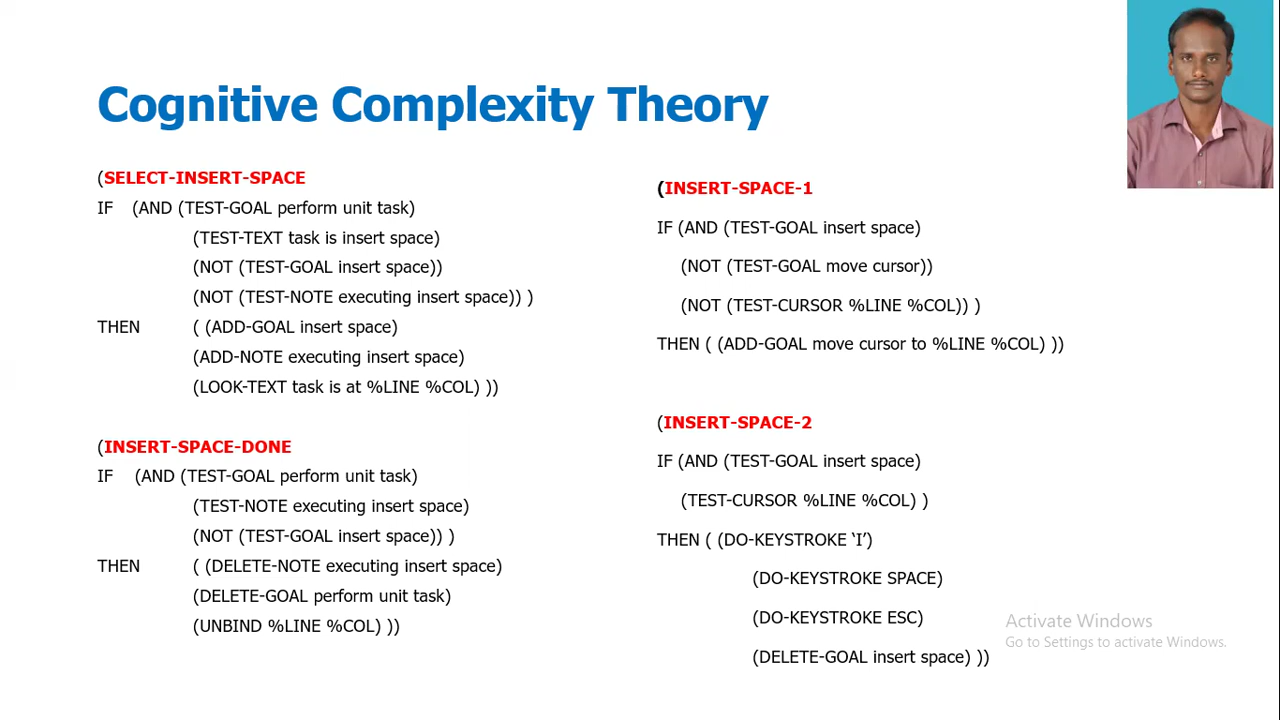 Cognitive Complexity Theory
(SELECT-INSERT-SPACE
IF (AND (TEST-GOAL perform unit task)
(TEST-TEXT task is insert space)
(NOT (TEST-GOAL insert space))
(NOT (TEST-NOTE executing insert space)) )
THEN ( (ADD-GOAL insert space)
(ADD-NOTE executing insert space)
(LOOK-TEXT task is at %LINE %COL) ))
(INSERT-SPACE-DONE
IF (AND (TEST-GOAL perform unit task)
(TEST-NOTE executing insert space)
(NOT (TEST-GOAL insert space)) )
THEN ( (DELETE-NOTE executing insert space)
(DELETE-GOAL perform unit task)
(UNBIND %LINE %COL) ))
(INSERT-SPACE-1
IF (AND (TEST-GOAL insert space)
(NOT (TEST-GOAL move cursor))
(NOT (TEST-CURSOR %LINE %COL)) )
THEN ( (ADD-GOAL move cursor to %LINE %COL) ))
(INSERT-SPACE-2
IF (AND (TEST-GOAL insert space)
(TEST-CURSOR %LINE %COL) )
THEN ( (DO-KEYSTROKE ‘I’)
(DO-KEYSTROKE SPACE)
(DO-KEYSTROKE ESC)
(DELETE-GOAL insert space) ))
Activate Windows
Go to Settings to activate Windows.